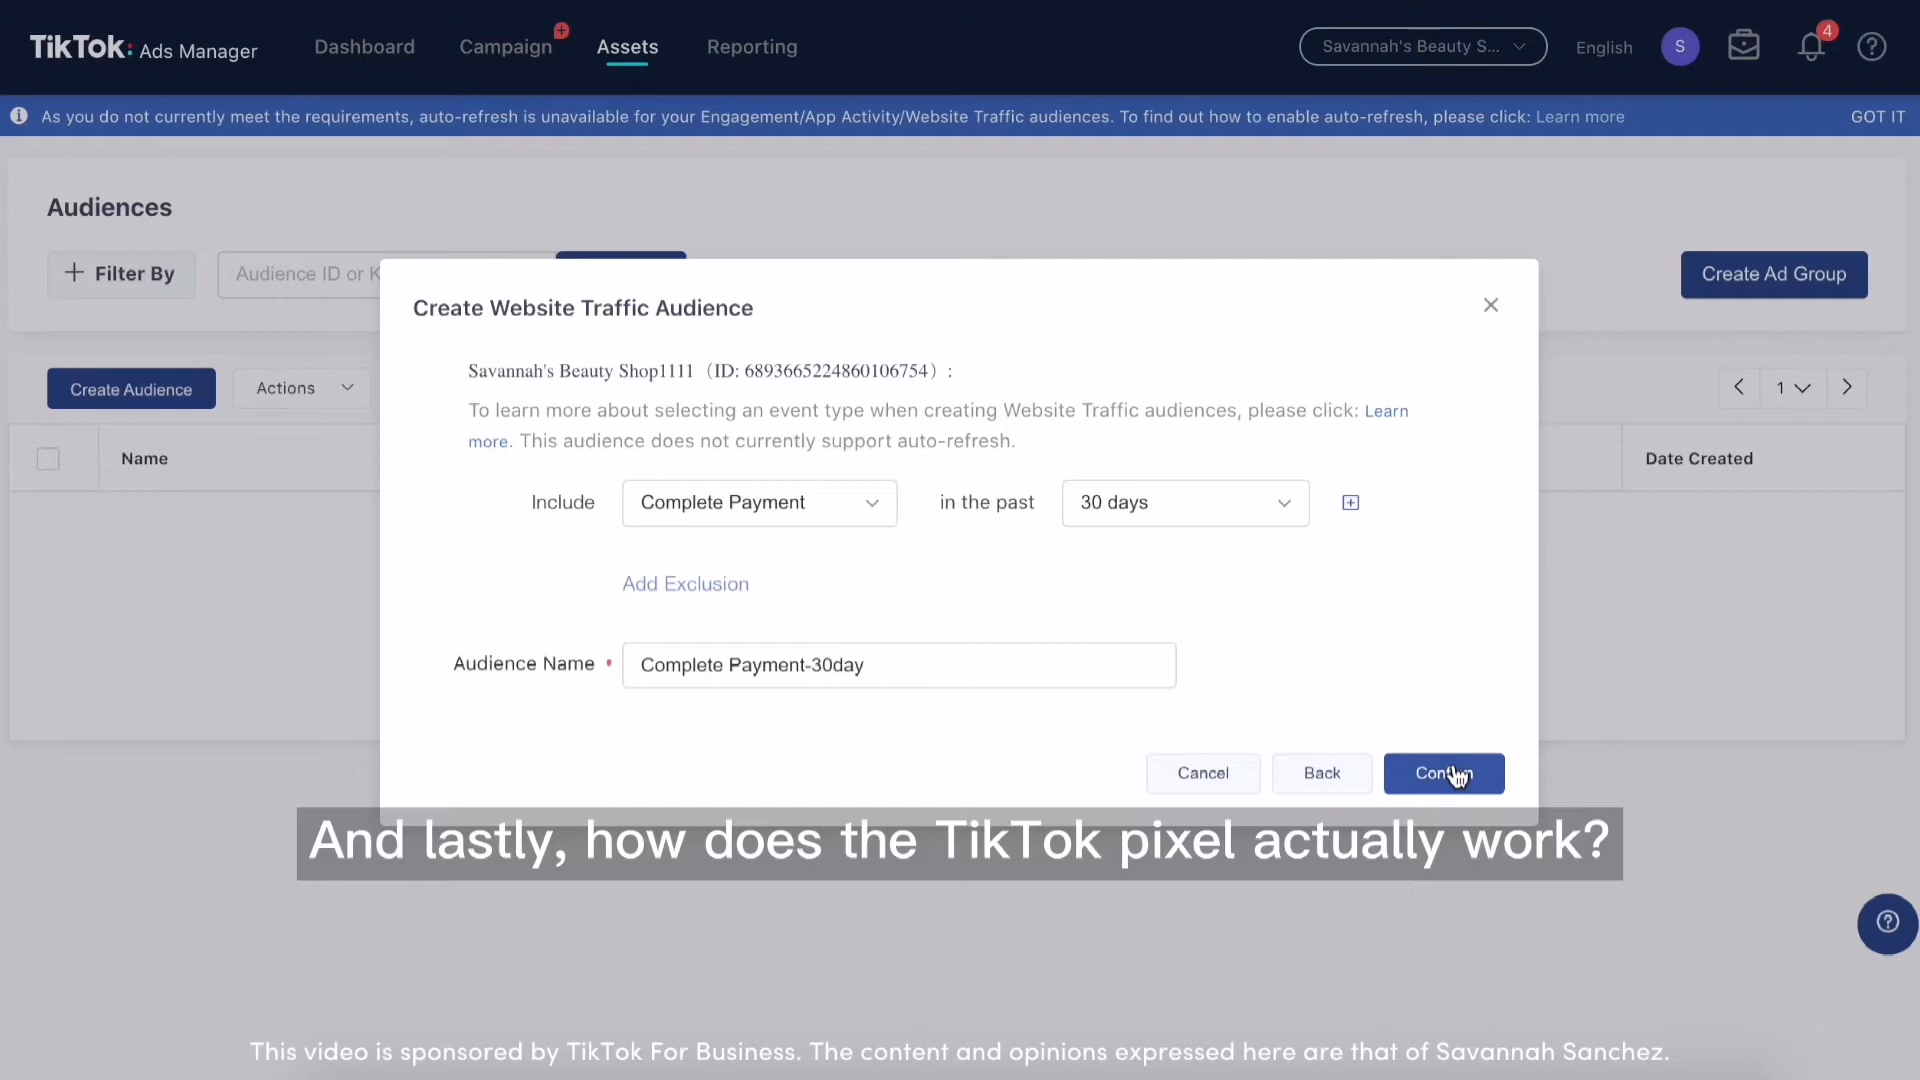 TikTok: Ads Manager Dashboard Campaign Assets Reporting Savannah's Beauty S... English S 4
As you do not currently meet the requirements, auto-refresh is unavailable for your Engagement/App Activity/Website Traffic audiences. To find out how to enable auto-refresh, please click: Learn more GOT IT
Audiences
+ Filter By Audience ID or K Create Ad Group
Create Website Traffic Audience
Savannah's Beauty Shop1111（ID: 6893665224860106754）:
Create Audience Actions 1
To learn more about selecting an event type when creating Website Traffic audiences, please click: Learn
more. This audience does not currently support auto-refresh.
Name Date Created
Include Complete Payment in the past 30 days
Add Exclusion
Audience Name Complete Payment-30day
Cancel Back Confirm
And lastly, how does the TikTok pixel actually work?
This video is sponsored by TikTok For Business. The content and opinions expressed here are that of Savannah Sanchez.